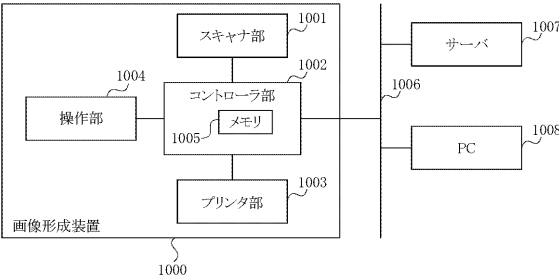 1001
スキャナ部
1002
1004
コントローラ部
操作部
1005
メモリ
1003
プリンタ部
画像形成装置
1000
1007
サーバ
1006
1008
PC